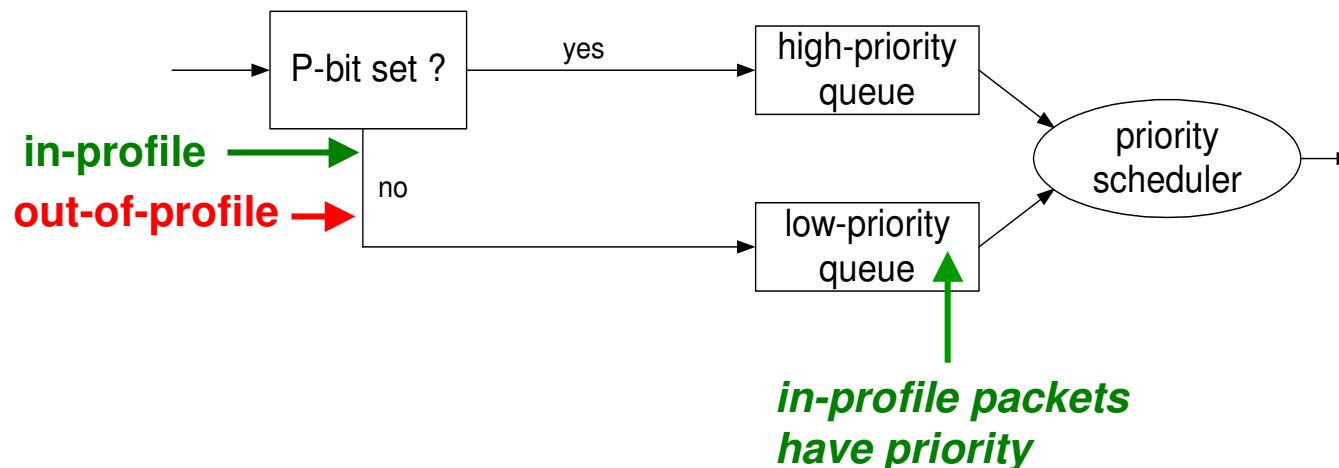 P-bit set ?
yes
high-priority
queue
in-profile
no
out-of-profile
priority
scheduler
low-priority
queue
in-profile packets
have priority